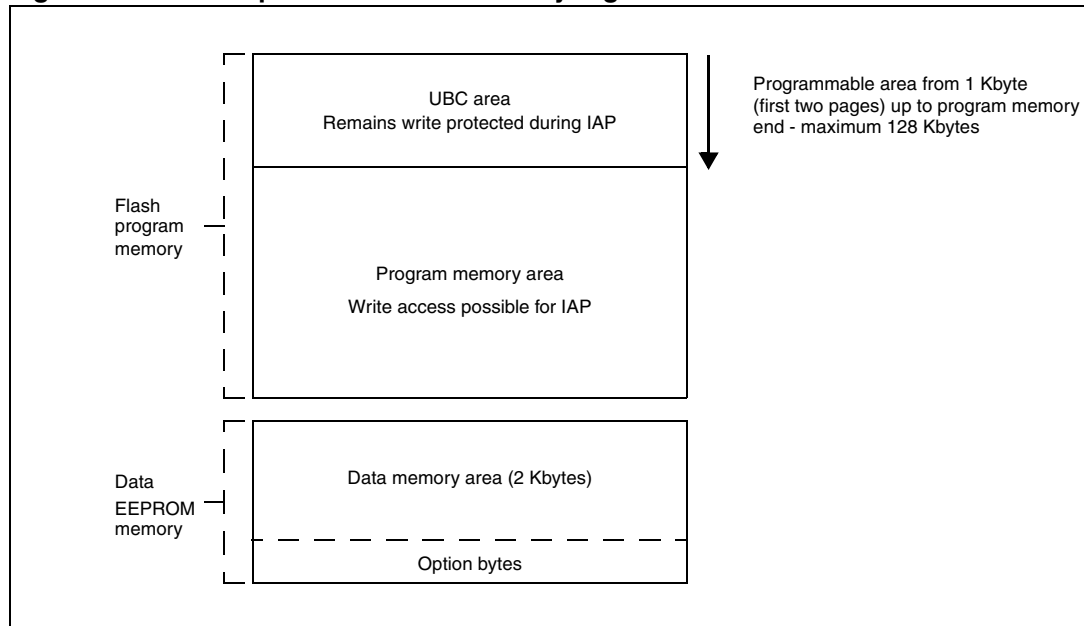 UBC area
Remains write protected during IAP
Programmable area from 1 Kbyte
(first two pages) up to program memory
end - maximum 128 Kbytes
Flash
program
memory
Program memory area
Write access possible for IAP
Data
EEPROM
memory
Data memory area (2 Kbytes)
Option bytes